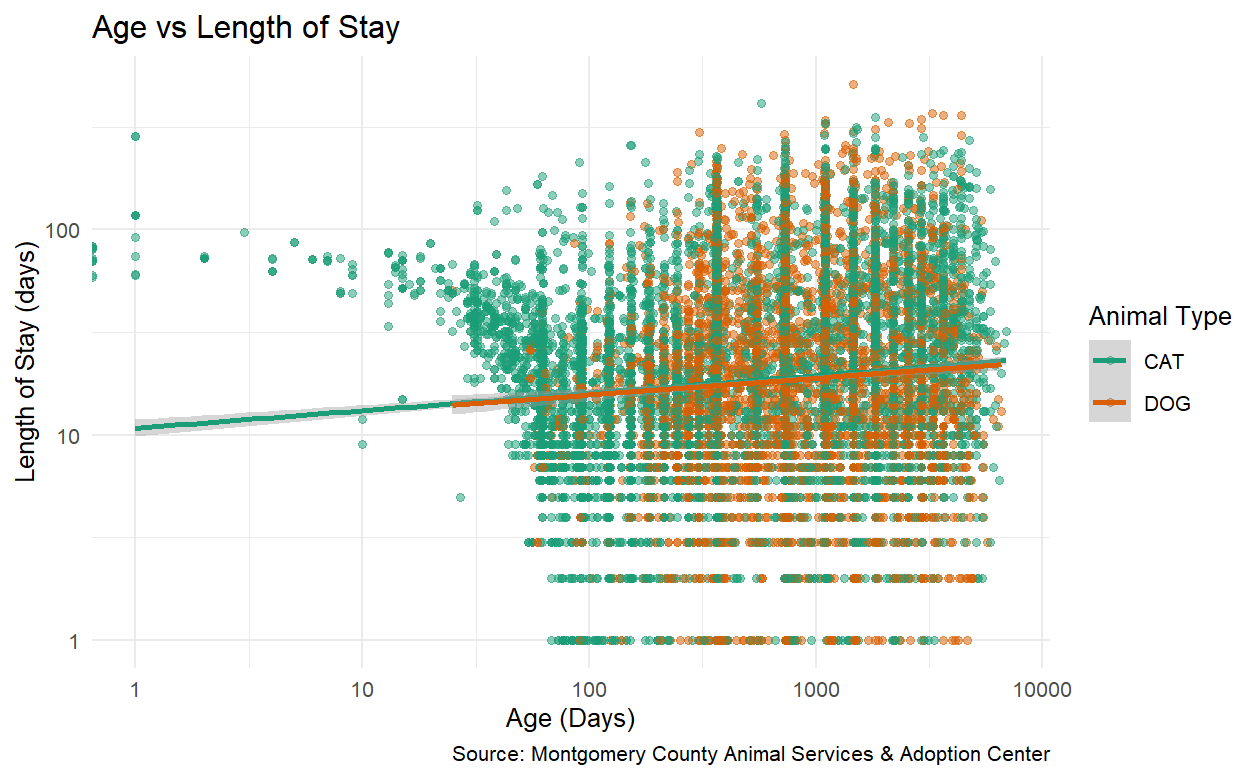 Age vs Length of Stay
Length of Stay (days)
100
10
1
1
10
100
1000
10000
Age (Days)
Animal Type
CAT
DOG
Source: Montgomery County Animal Services & Adoption Center